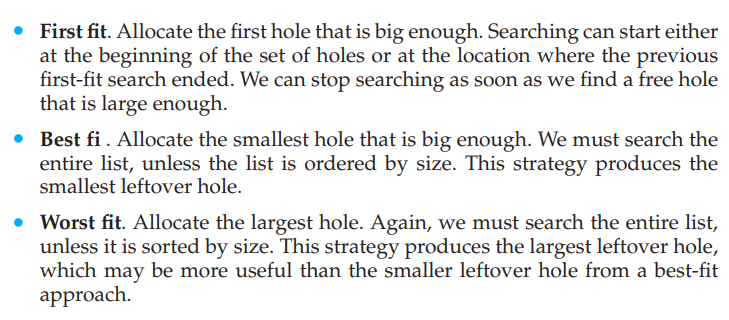 • First fit. Allocate the first hole that is big enough. Searching can start either
at the beginning of the set of holes or at the location where the previous
first-fit search ended. We can stop searching as soon as we find a free hole
that is large enough.
• Best fi . Allocate the smallest hole that is big enough. We must search the
entire list, unless the list is ordered by size. This strategy produces the
smallest leftover hole.
• Worst fit. Allocate the largest hole. Again, we must search the entire list,
unless it is sorted by size. This strategy produces the largest leftover hole,
which may be more useful than the smaller leftover hole from a best-fit
approach.